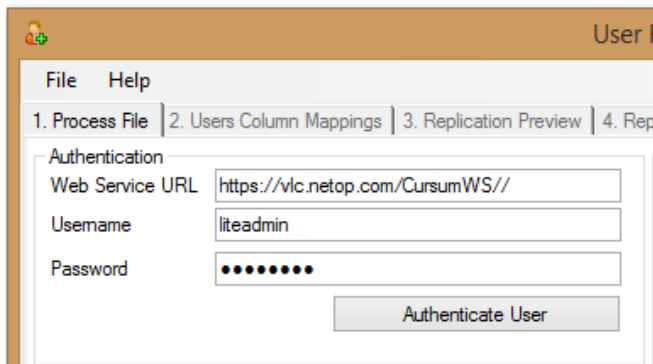 User
File Help
1. Process File 2. Users Column Mappings 3. Replication Preview 4. Rep
Authentication
Web Service URL https://vlc.netop.com/CursumWS//
Username liteadmin
Password ●●●●●●●●
Authenticate User